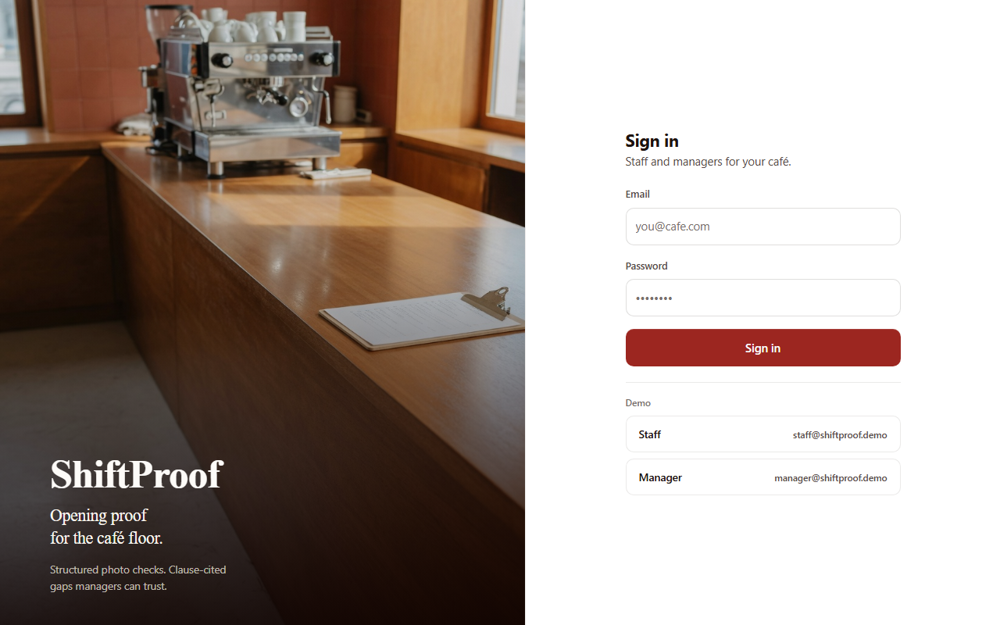 ShiftProof
Opening proof
for the café floor.
Structured photo checks. Clause-cited
gaps managers can trust.
Sign in
Staff and managers for your café.
Email
you@cafe.com
Password
••••••••
Sign in
Demo
Staff staff@shiftproof.demo
Manager manager@shiftproof.demo